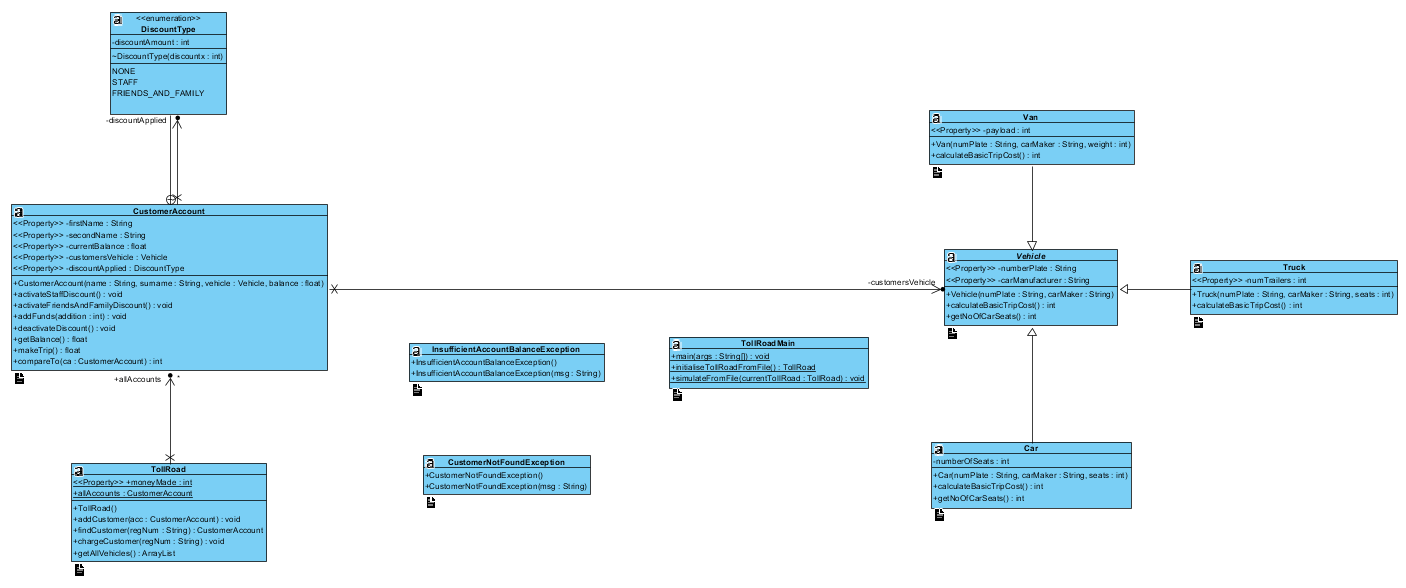 <<enumeration>>
DiscountType
-discountAmount : int
~DiscountType(discountx : int)
NONE
STAFF
FRIENDS_AND_FAMILY
-discountApplied
CustomerAccount
<<Property>> -firstName : String
<<Property>> -secondName : String
<<Property>> -currentBalance : float
<<Property>> -customersVehicle : Vehicle
<<Property>> -discountApplied : DiscountType
+CustomerAccount(name : String, surname : String, vehicle : Vehicle, balance : float)
+activateStaffDiscount() : void
+activateFriendsAndFamilyDiscount() : void
+addFunds(addition : int) : void
+deactivateDiscount() : void
+getBalance() : float
+makeTrip() : float
+compareTo(ca : CustomerAccount) : int
+allAccounts
*
TollRoad
<<Property>> +moneyMade : int
+allAccounts : CustomerAccount
+TollRoad()
+addCustomer(acc : CustomerAccount) : void
+findCustomer(regNum : String) : CustomerAccount
+chargeCustomer(regNum : String) : void
+getAllVehicles() : ArrayList
InsufficientAccountBalanceException
+InsufficientAccountBalanceException()
+InsufficientAccountBalanceException(msg : String)
CustomerNotFoundException
+CustomerNotFoundException()
+CustomerNotFoundException(msg : String)
TollRoadMain
+main(args : String[]) : void
+initialiseTollRoadFromFile() : TollRoad
+simulateFromFile(currentTollRoad : TollRoad) : void
-customersVehicle
Van
<<Property>> -payload : int
+Van(numPlate : String, carMaker : String, weight : int)
+calculateBasicTripCost() : int
Vehicle
<<Property>> -numberPlate : String
<<Property>> -carManufacturer : String
+Vehicle(numPlate : String, carMaker : String)
+calculateBasicTripCost() : int
+getNoOfCarSeats() : int
Truck
<<Property>> -numTrailers : int
+Truck(numPlate : String, carMaker : String, seats : int)
+calculateBasicTripCost() : int
Car
-numberOfSeats : int
+Car(numPlate : String, carMaker : String, seats : int)
+calculateBasicTripCost() : int
+getNoOfCarSeats() : int